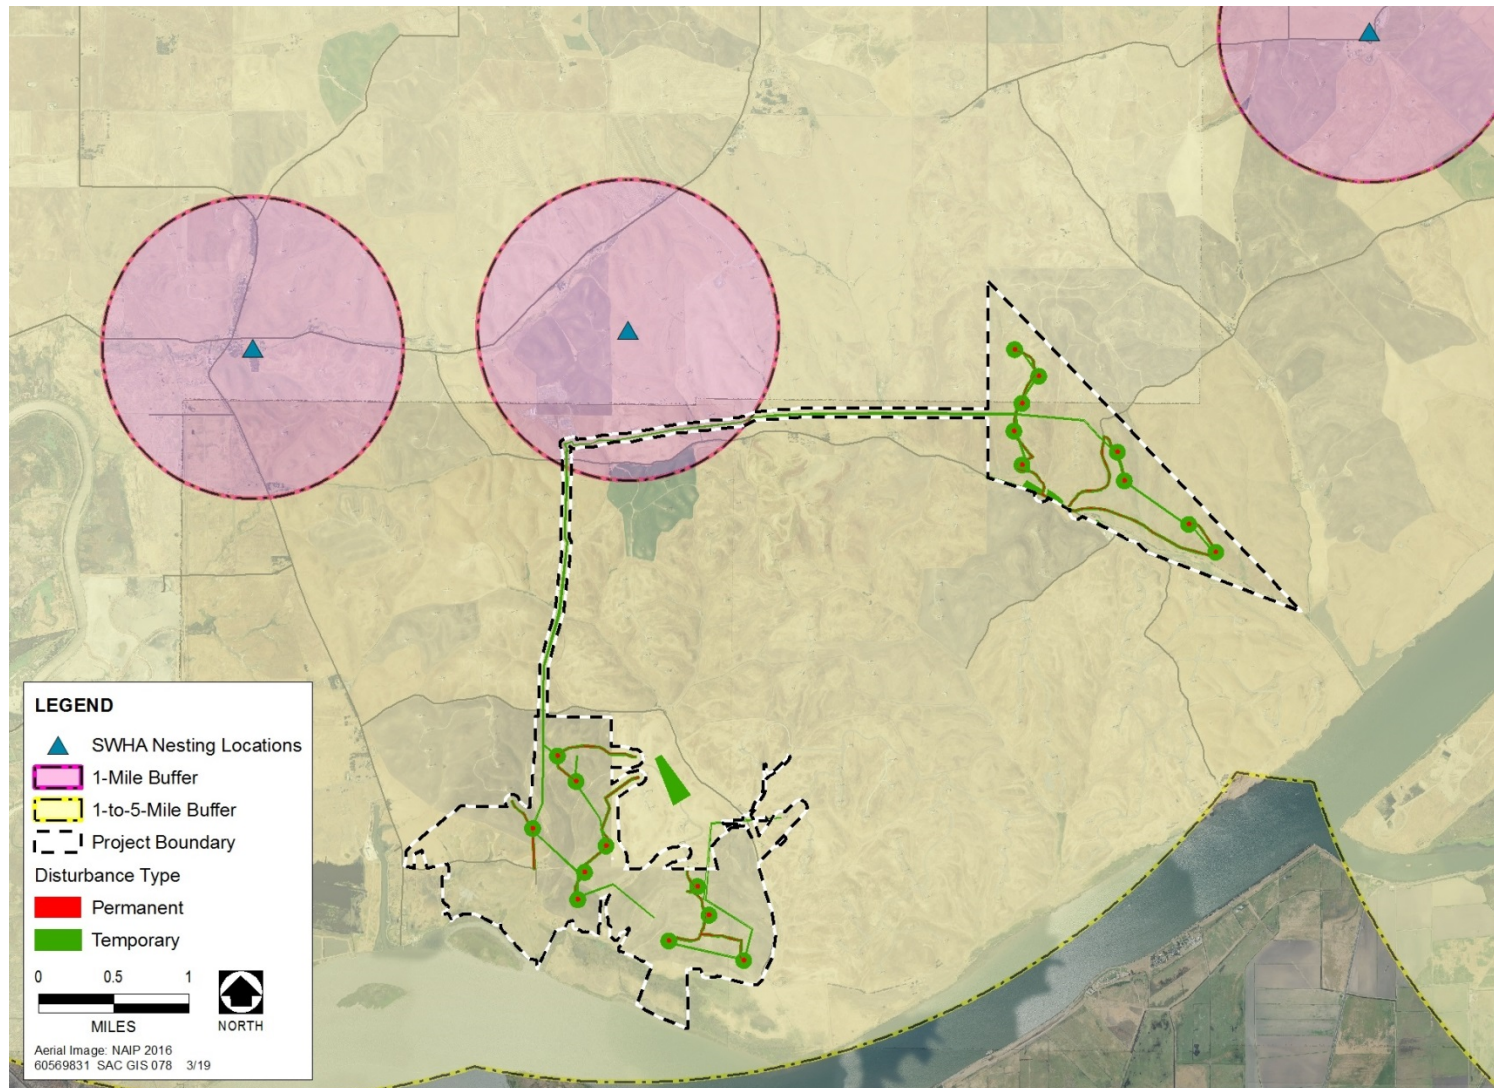 LEGEND
SWHA Nesting Locations
1-Mile Buffer
1-to-5-Mile Buffer
Project Boundary
Disturbance Type
Permanent
Temporary
0 0.5 1
MILES
NORTH
Aerial Image: NAIP 2016
60569831 SAC GIS 078 3/19